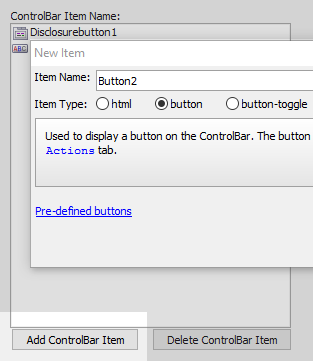 ControlBar Item Name:
Disclosurebutton1
ABC
New Item
Item Name: Button2
Item Type: html button button-toggle
Used to display a button on the ControlBar. The button
Actions tab.
Pre-defined buttons
Add ControlBar Item Delete ControlBar Item